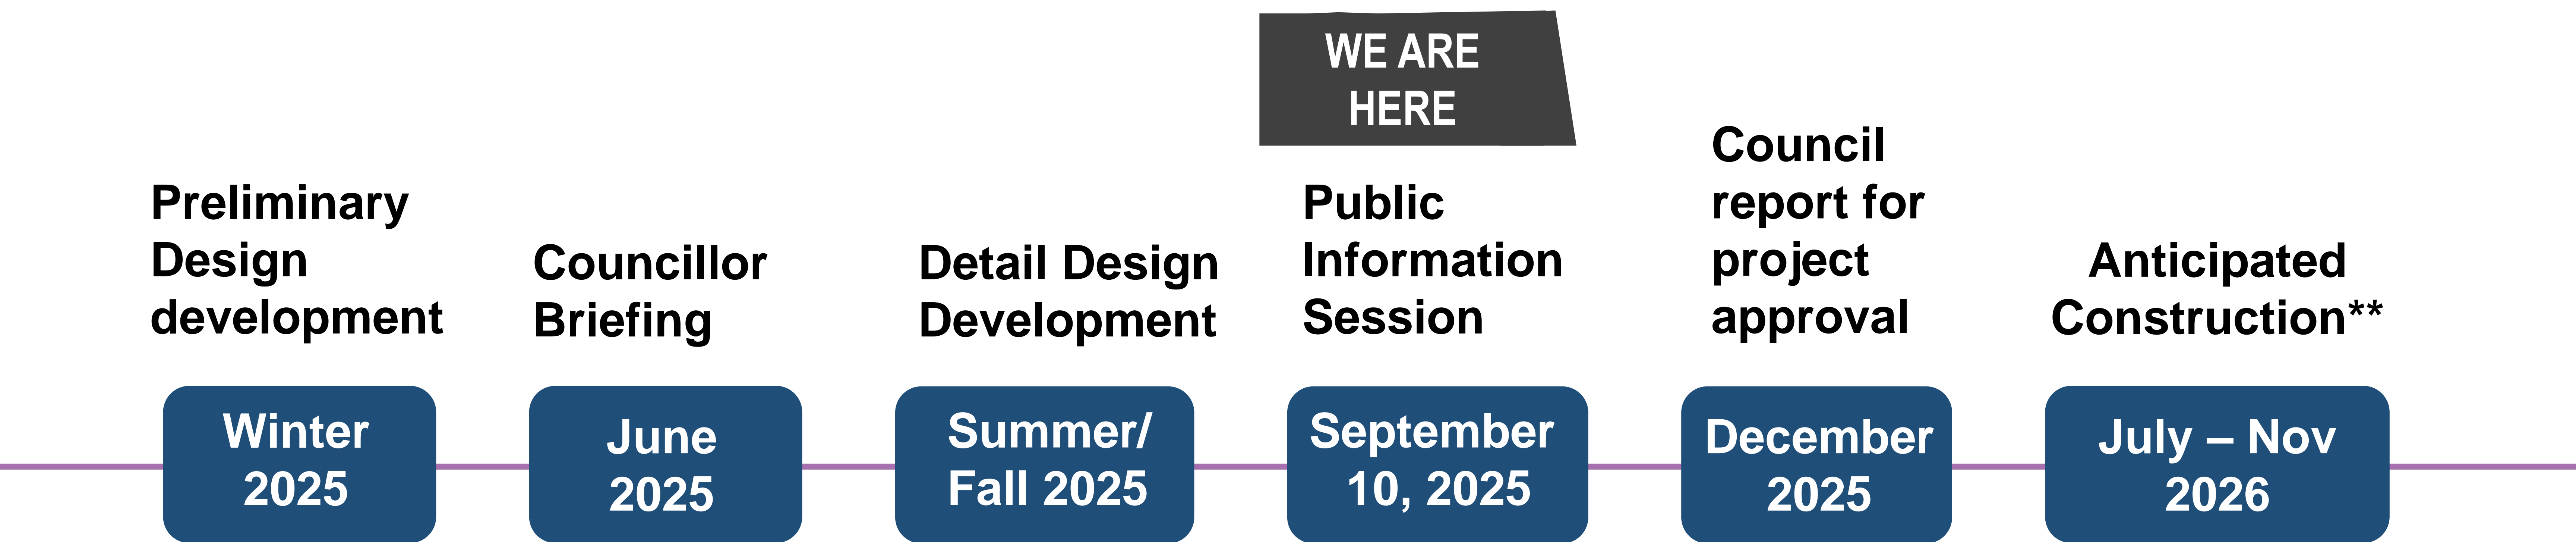 WE ARE
HERE
Preliminary
Design
development
Councillor
Briefing
Detail Design
Development
Public
Information
Session
Council
report for
project
approval
Anticipated
Construction**
Winter
2025
June
2025
Summer/
Fall 2025
September
10, 2025
December
2025
July – Nov
2026